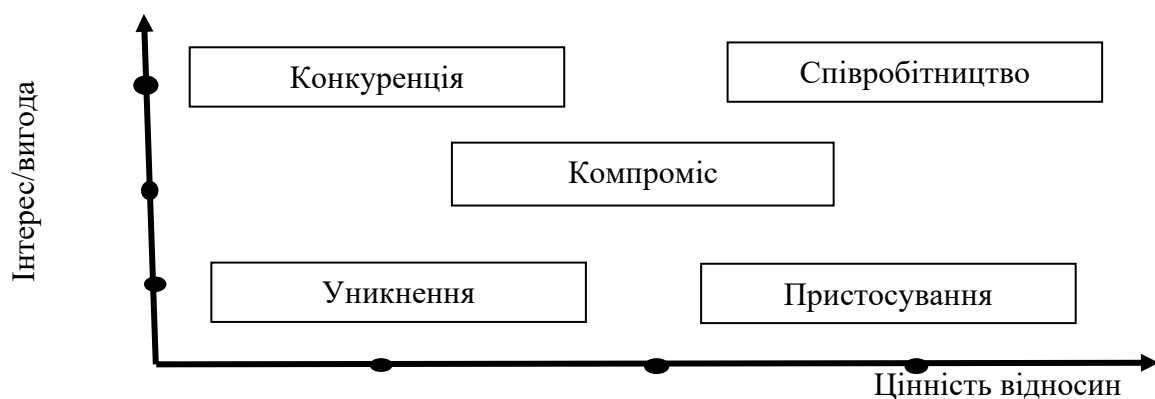 Інтерес/вигода
Конкуренція
Співробітництво
Компроміс
Уникнення
Пристосування
Цінність відносин